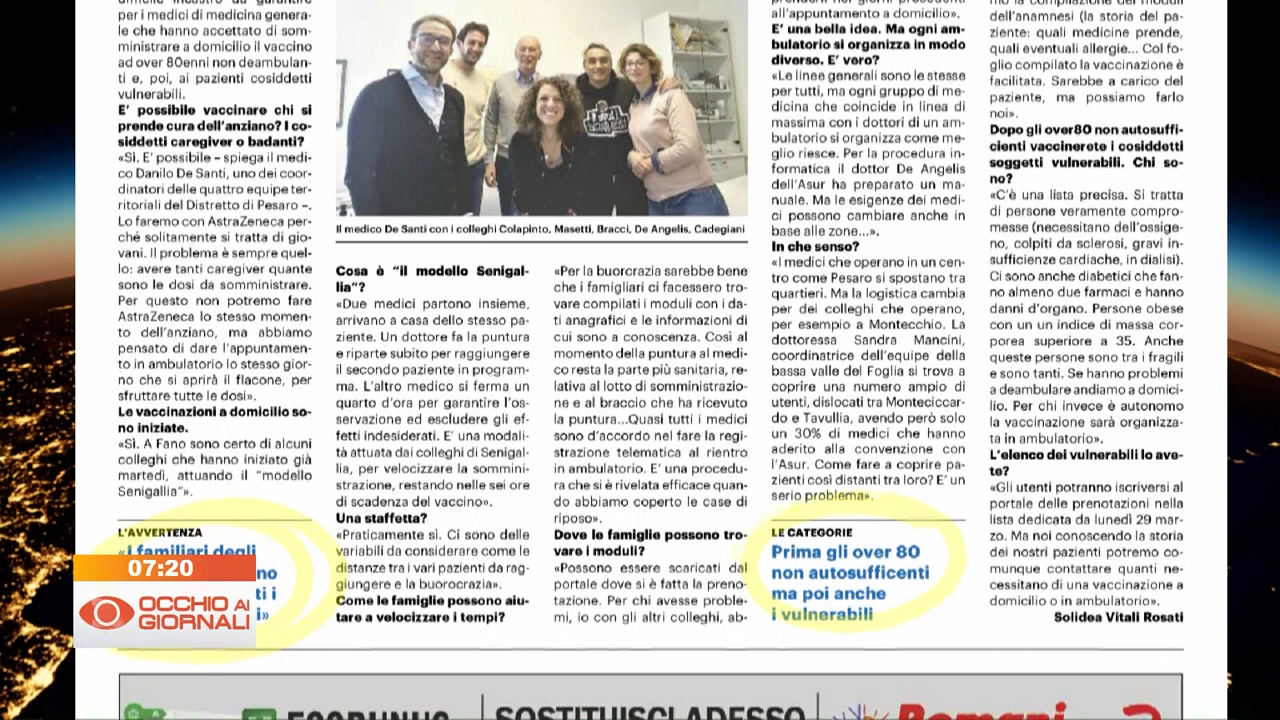 difficile incastro da garantire
per i medici di medicina genera-
le che hanno accettato di som-
ministrare a domicilio il vaccino
ad over 80enni non deambulan-
ti e, poi, ai pazienti cosiddetti
vulnerabili.
E' possibile vaccinare chi si
prende cura dell'anziano? I co-
siddetti caregiver o badanti?
«Sì. E' possibile – spiega il medi-
co Danilo De Santi, uno dei coor-
dinatori delle quattro equipe ter-
ritoriali del Distretto di Pesaro –.
Lo faremo con AstraZeneca per-
ché solitamente si tratta di gio-
vani. Il problema è sempre quel-
lo: avere tanti caregiver quante
sono le dosi da somministrare.
Per questo non potremo fare
AstraZeneca lo stesso momen-
to dell'anziano, ma abbiamo
pensato di dare l'appuntamen-
to in ambulatorio lo stesso gior-
no che si aprirà il flacone, per
sfruttare tutte le dosi».
Le vaccinazioni a domicilio so-
no iniziate.
«Sì. A Fano sono certo di alcuni
colleghi che hanno iniziato già
martedì, attuando il "modello
Senigallia"».
L'AVVERTENZA
«I familiari degli
no
ti i
i»
07:20
OCCHIO AI
GIORNALI
Il medico De Santi con i colleghi Colapinto, Masetti, Bracci, De Angelis, Cadegiani
Cosa è "il modello Senigal-
lia"?
«Due medici partono insieme,
arrivano a casa dello stesso pa-
ziente. Un dottore fa la puntura
e riparte subito per raggiungere
il secondo paziente in program-
ma. L'altro medico si ferma un
quarto d'ora per garantire l'os-
servazione ed escludere gli ef-
fetti indesiderati. E' una modali-
tà attuata dai colleghi di Senigal-
lia, per velocizzare la sommini-
strazione, restando nelle sei ore
di scadenza del vaccino».
Una staffetta?
«Praticamente sì. Ci sono delle
variabili da considerare come le
distanze tra i vari pazienti da rag-
giungere e la buorocrazia».
Come le famiglie possono aiu-
tare a velocizzare i tempi?
«Per la buorcrazia sarebbe bene
che i famigliari ci facessero tro-
vare compilati i moduli con i da-
ti anagrafici e le informazioni di
cui sono a conoscenza. Così al
momento della puntura al medi-
co resta la parte più sanitaria, re-
lativa al lotto di somministrazio-
ne e al braccio che ha ricevuto
la puntura...Quasi tutti i medici
sono d'accordo nel fare la regi-
strazione telematica al rientro
in ambulatorio. E' una procedu-
ra che si è rivelata efficace quan-
do abbiamo coperto le case di
riposo».
Dove le famiglie possono tro-
vare i moduli?
«Possono essere scaricati dal
portale dove si è fatta la preno-
tazione. Per chi avesse proble-
mi, io con gli altri colleghi, ab-
prenderli nei giorni precedenti
all'appuntamento a domicilio».
E' una bella idea. Ma ogni am-
bulatorio si organizza in modo
diverso. E' vero?
«Le linee generali sono le stesse
per tutti, ma ogni gruppo di me-
dicina che coincide in linea di
massima con i dottori di un am-
bulatorio si organizza come me-
glio riesce. Per la procedura in-
formatica il dottor De Angelis
dell'Asur ha preparato un ma-
nuale. Ma le esigenze dei medi-
ci possono cambiare anche in
base alle zone...».
In che senso?
«I medici che operano in un cen-
tro come Pesaro si spostano tra
quartieri. Ma la logistica cambia
per dei colleghi che operano,
per esempio a Montecchio. La
dottoressa Sandra Mancini,
coordinatrice dell'equipe della
bassa valle del Foglia si trova a
coprire una numero ampio di
utenti, dislocati tra Monteciccar-
do e Tavullia, avendo però solo
un 30% di medici che hanno
aderito alla convenzione con
l'Asur. Come fare a coprire pa-
zienti così distanti tra loro? E' un
serio problema».
LE CATEGORIE
Prima gli over 80
non autosufficenti
ma poi anche
i vulnerabili
mo la compilazione dei moduli
dell'anamnesi (la storia del pa-
ziente: quali medicine prende,
quali eventuali allergie... Col fo-
glio compilato la vaccinazione è
facilitata. Sarebbe a carico del
paziente, ma possiamo farlo
noi».
Dopo gli over80 non autosuffi-
cienti vaccinerete i cosiddetti
soggetti vulnerabili. Chi so-
no?
«C'è una lista precisa. Si tratta
di persone veramente compro-
messe (necessitano dell'ossige-
no, colpiti da sclerosi, gravi in-
sufficienze cardiache, in dialisi).
Ci sono anche diabetici che fan-
no almeno due farmaci e hanno
danni d'organo. Persone obese
con un un indice di massa cor-
porea superiore a 35. Anche
queste persone sono tra i fragili
e sono tanti. Se hanno problemi
a deambulare andiamo a domici-
lio. Per chi invece è autonomo
la vaccinazione sarà organizza-
ta in ambulatorio».
L'elenco dei vulnerabili lo ave-
te?
«Gli utenti potranno iscriversi al
portale delle prenotazioni nella
lista dedicata da lunedì 29 mar-
zo. Ma noi conoscendo la storia
dei nostri pazienti potremo co-
munque contattare quanti ne-
cessitano di una vaccinazione a
domicilio o in ambulatorio».
Solidea Vitali Rosati
ECOBONUS
SOSTITUISCI ADESSO
Romani